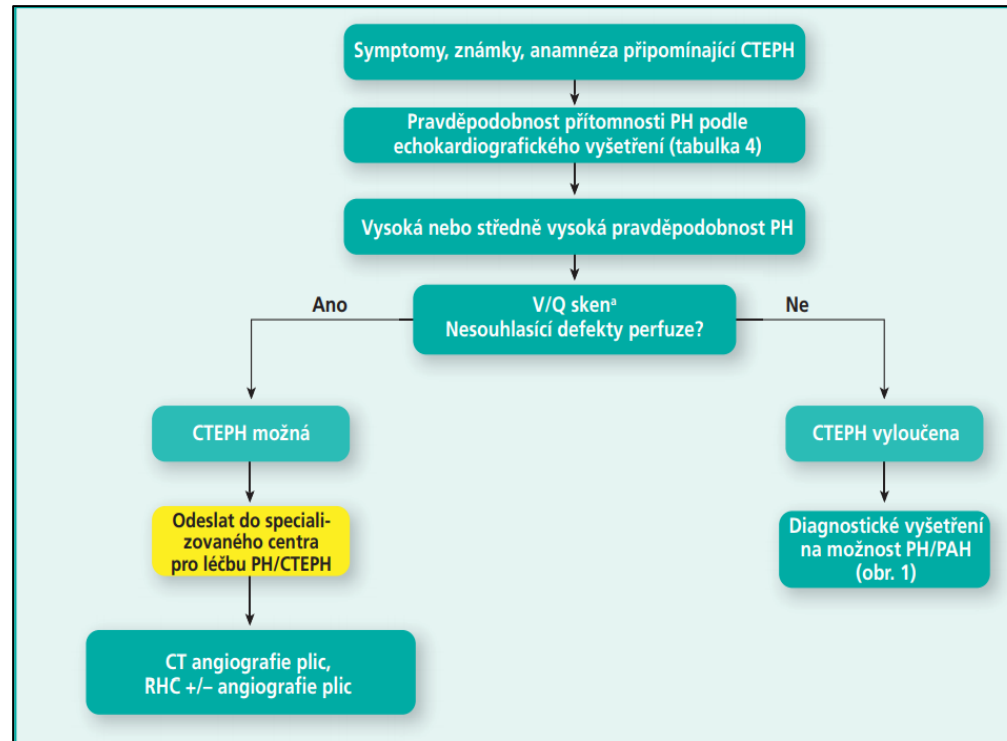 Symptomy, známky, anamnéza připomínající CTEPH
Pravděpodobnost přítomnosti PH podle
echokardiografického vyšetření (tabulka 4)
Vysoká nebo středně vysoká pravděpodobnost PH
Ano
V/Q skenᵃ
Nesouhlasící defekty perfuze?
Ne
CTEPH možná
CTEPH vyloučena
Odeslat do speciali-
zovaného centra
pro léčbu PH/CTEPH
Diagnostické vyšetření
na možnost PH/PAH
(obr. 1)
CT angiografie plic,
RHC +/– angiografie plic